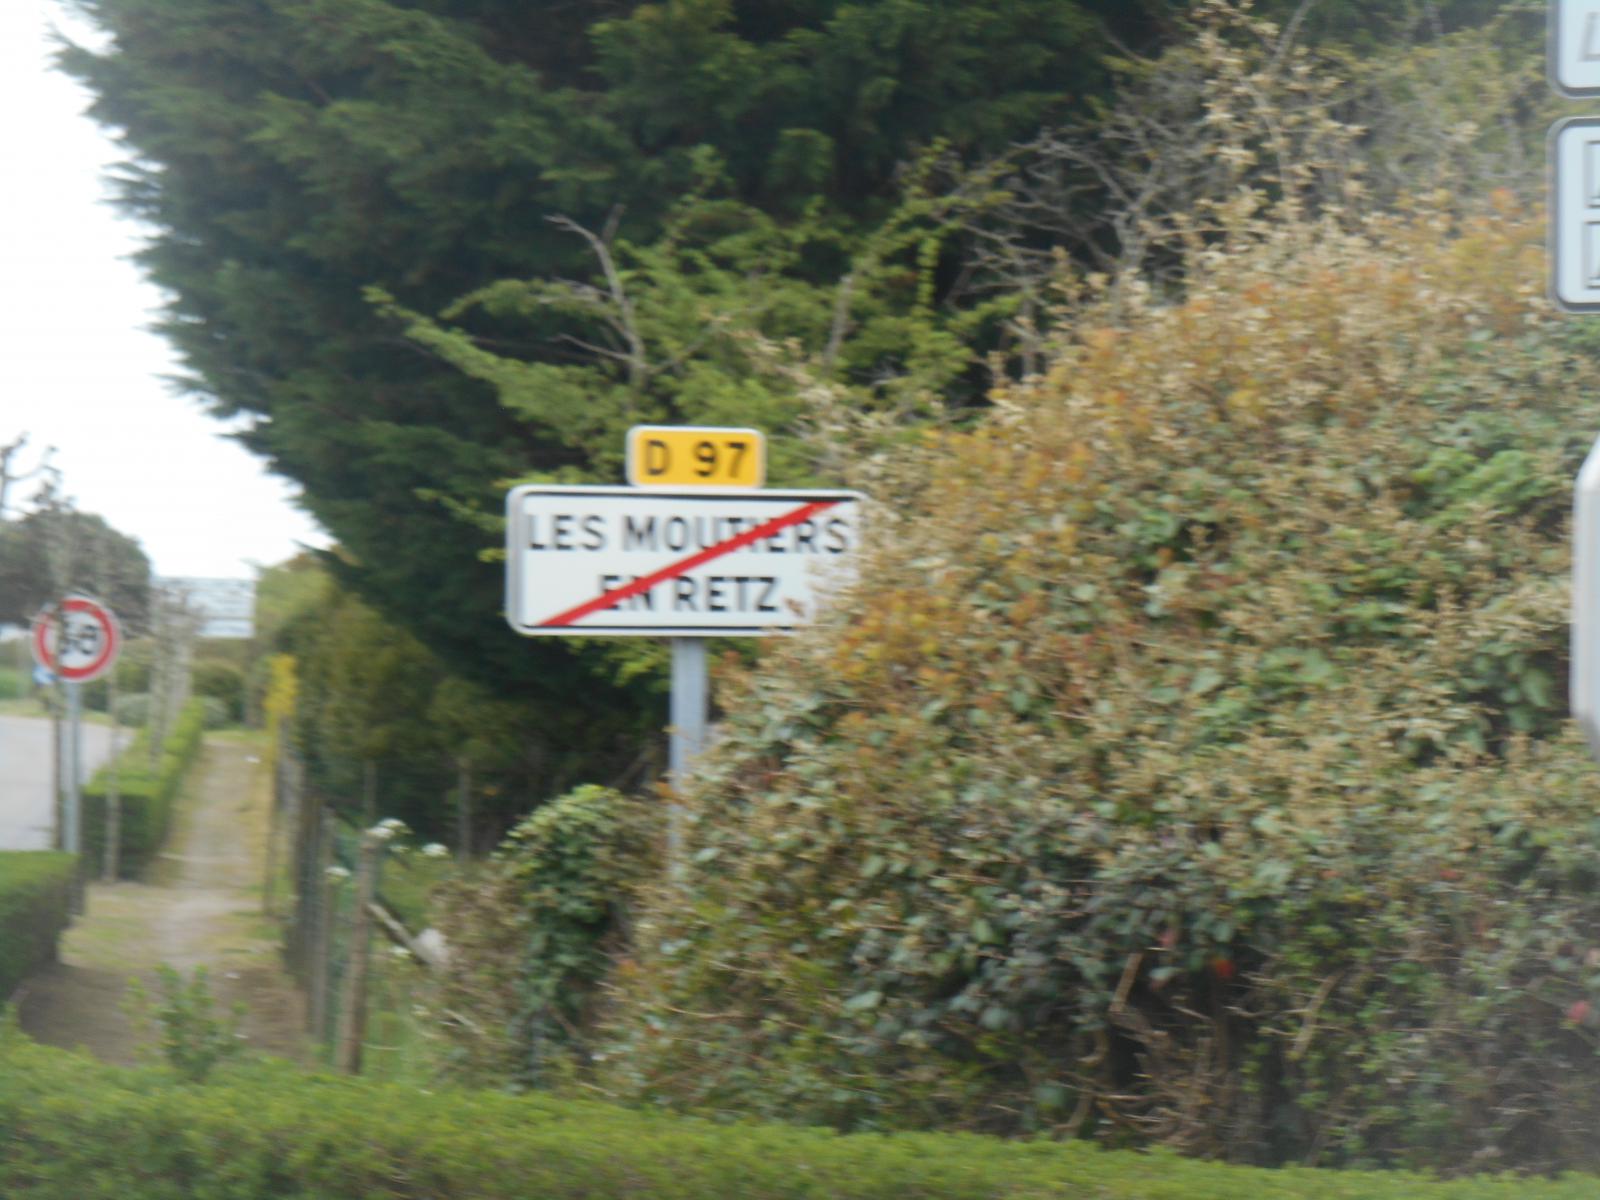 D 97
LES MOUTIERS
EN RETZ